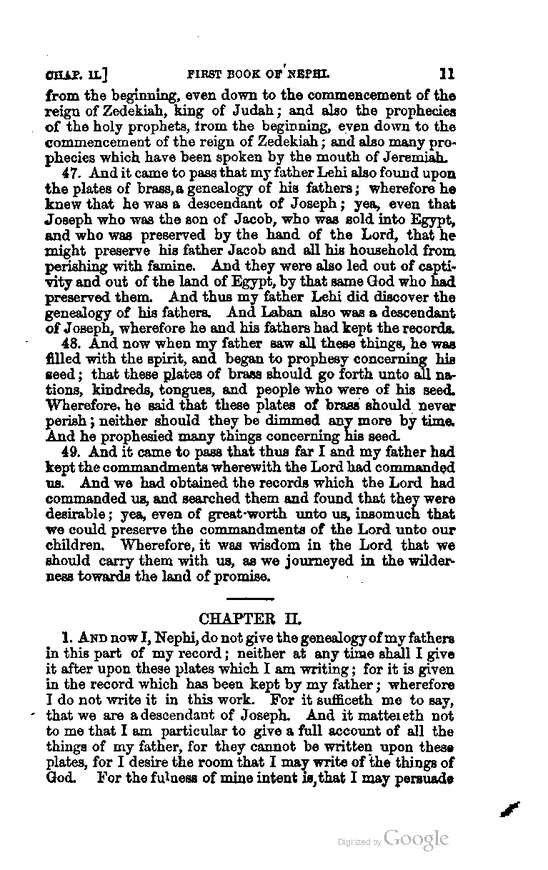 CHAP. II.] FIRST BOOK OF NEPHI. 11
from the beginning, even down to the commencement of the
reign of Zedekiah, king of Judah; and also the prophecies
of the holy prophets, from the beginning, even down to the
commencement of the reign of Zedekiah; and also many pro-
phecies which have been spoken by the mouth of Jeremiah.
47. And it came to pass that my father Lehi also found upon
the plates of brass, a genealogy of his fathers; wherefore he
knew that he was a descendant of Joseph; yea, even that
Joseph who was the son of Jacob, who was sold into Egypt,
and who was preserved by the hand of the Lord, that he
might preserve his father Jacob and all his household from
perishing with famine. And they were also led out of capti-
vity and out of the land of Egypt, by that same God who had
preserved them. And thus my father Lehi did discover the
genealogy of his fathers. And Laban also was a descendant
of Joseph, wherefore he and his fathers had kept the records.
48. And now when my father saw all these things, he was
filled with the spirit, and began to prophesy concerning his
seed; that these plates of brass should go forth unto all na-
tions, kindreds, tongues, and people who were of his seed.
Wherefore, he said that these plates of brass should never
perish; neither should they be dimmed any more by time.
And he prophesied many things concerning his seed.
49. And it came to pass that thus far I and my father had
kept the commandments wherewith the Lord had commanded
us. And we had obtained the records which the Lord had
commanded us, and searched them and found that they were
desirable; yea, even of great worth unto us, insomuch that
we could preserve the commandments of the Lord unto our
children. Wherefore, it was wisdom in the Lord that we
should carry them with us, as we journeyed in the wilder-
ness towards the land of promise.
CHAPTER II.
1. AND now I, Nephi, do not give the genealogy of my fathers
in this part of my record; neither at any time shall I give
it after upon these plates which I am writing; for it is given
in the record which has been kept by my father; wherefore
I do not write it in this work. For it sufficeth me to say,
that we are a descendant of Joseph. And it mattereth not
to me that I am particular to give a full account of all the
things of my father, for they cannot be written upon these
plates, for I desire the room that I may write of the things of
God. For the fulness of mine intent is, that I may persuade
Digitized by Google